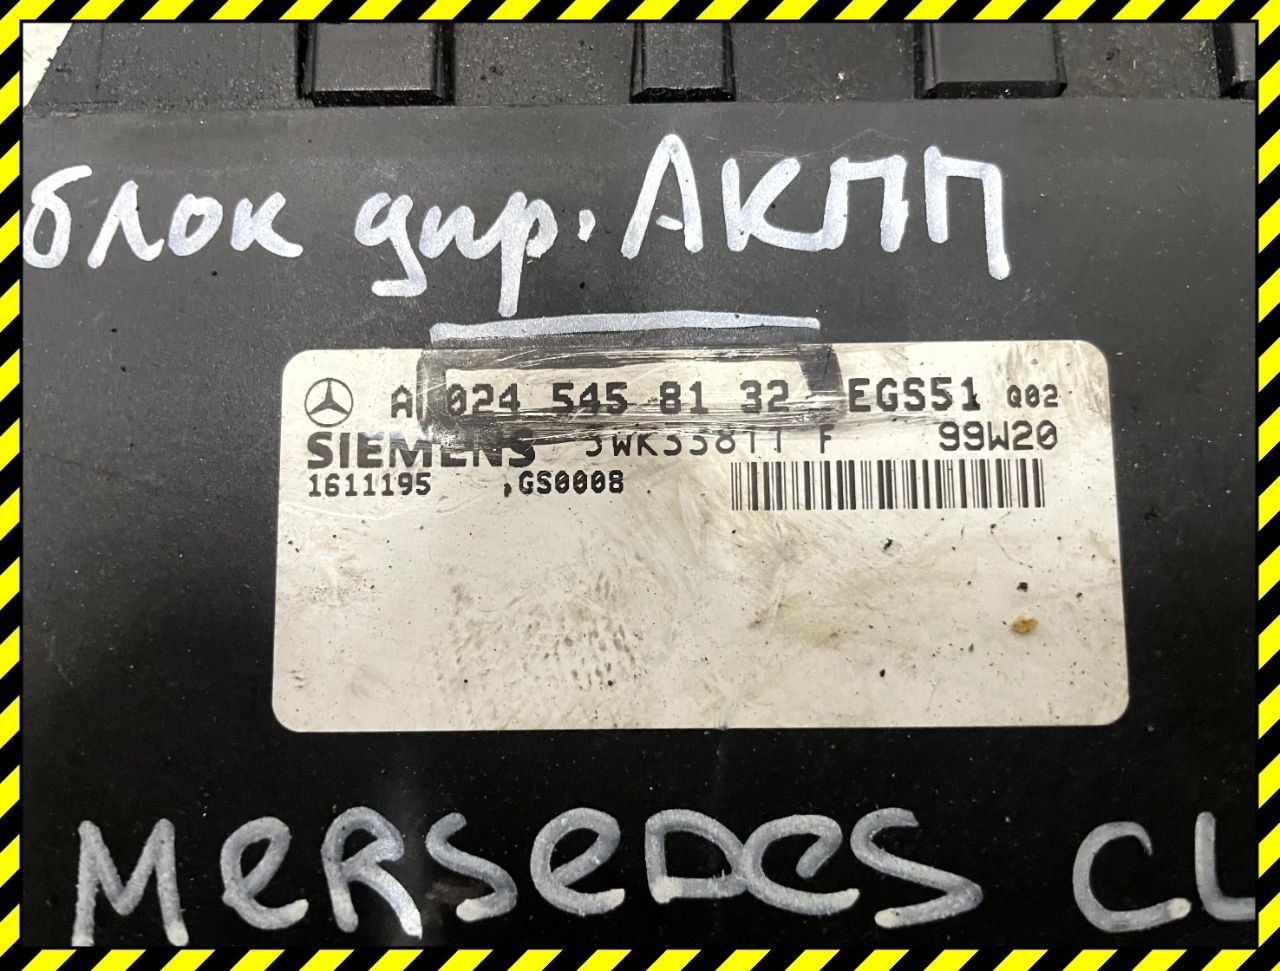 блок упр. АКПП
A 024 545 81 32 EGS51 Q02
SIEMENS 5WK33811 F 99W20
1611195 GS0008
MERSEDES CL